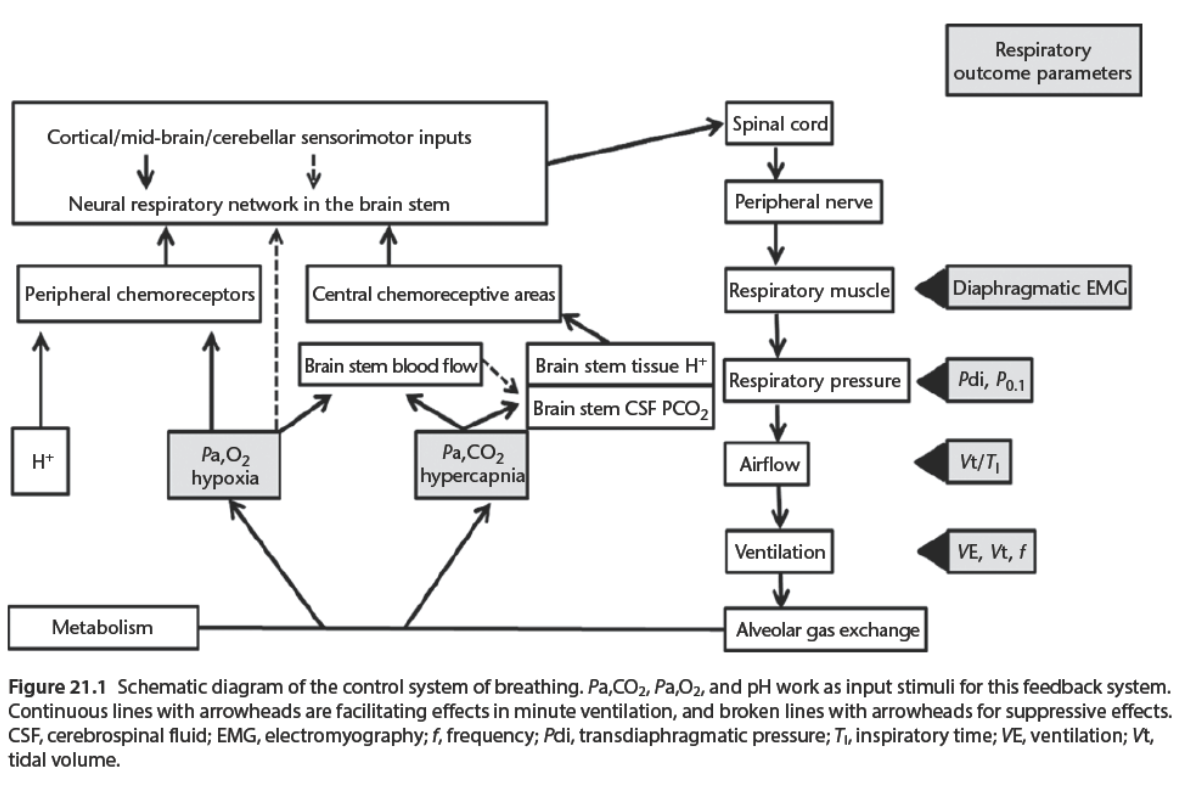 Respiratory
outcome parameters
Cortical/mid-brain/cerebellar sensorimotor inputs
Neural respiratory network in the brain stem
Spinal cord
Peripheral nerve
Peripheral chemoreceptors
Central chemoreceptive areas
Respiratory muscle
Diaphragmatic EMG
Brain stem blood flow
Brain stem tissue H⁺
Brain stem CSF PCO₂
Respiratory pressure
Pdi, P₀.₁
H⁺
Pa,O₂
hypoxia
Pa,CO₂
hypercapnia
Airflow
Vt/Tᵢ
Ventilation
VE, Vt, f
Metabolism
Alveolar gas exchange
Figure 21.1 Schematic diagram of the control system of breathing. Pa,CO₂, Pa,O₂, and pH work as input stimuli for this feedback system.
Continuous lines with arrowheads are facilitating effects in minute ventilation, and broken lines with arrowheads for suppressive effects.
CSF, cerebrospinal fluid; EMG, electromyography; f, frequency; Pdi, transdiaphragmatic pressure; Tᵢ, inspiratory time; VE, ventilation; Vt,
tidal volume.